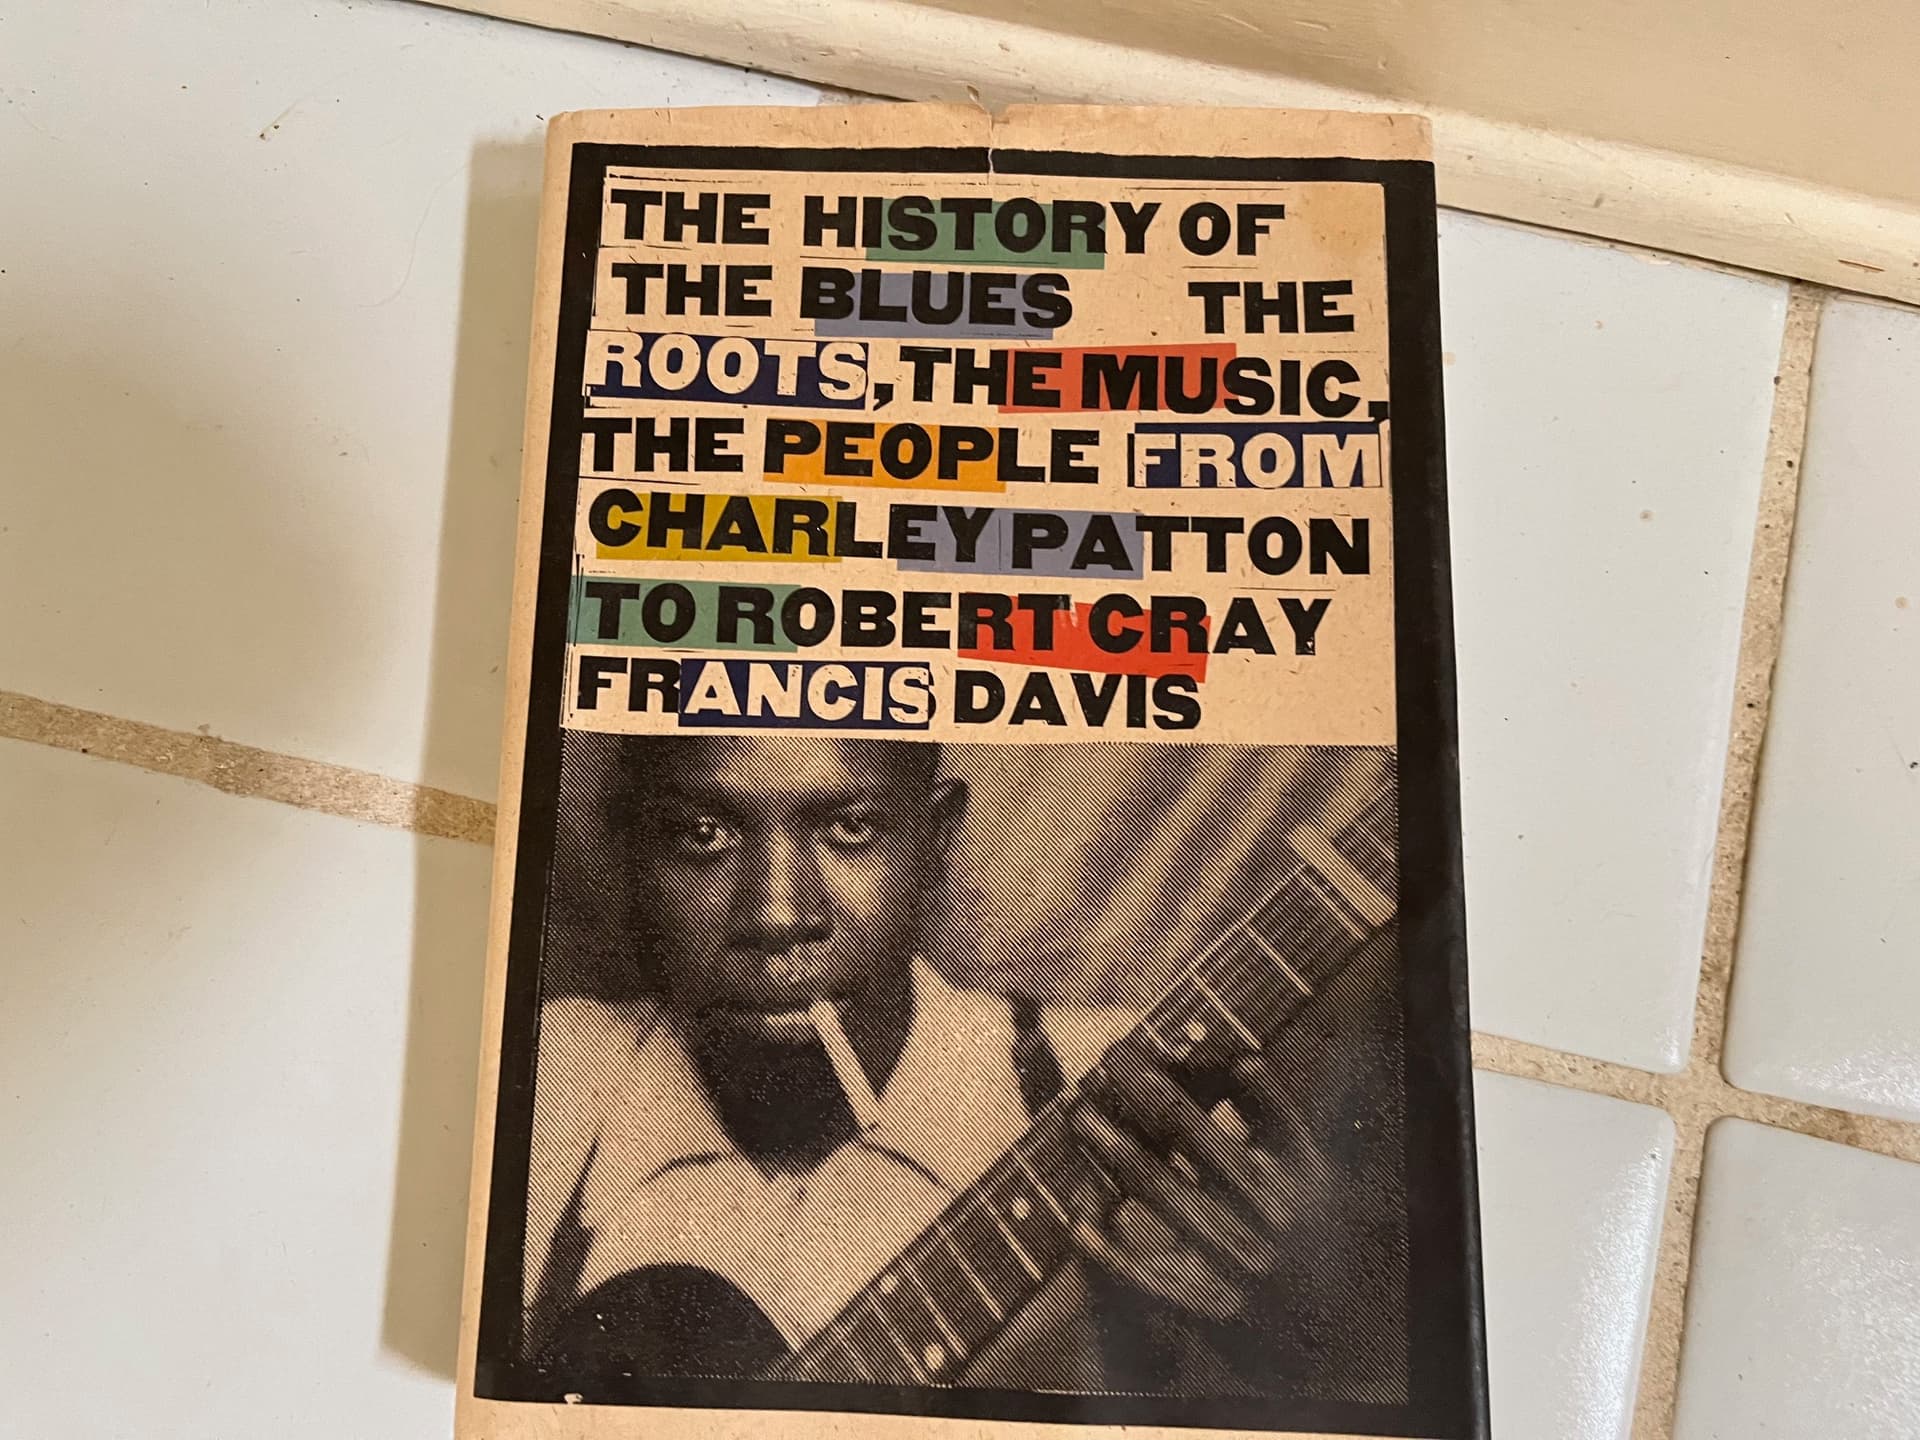 THE HISTORY OF
THE BLUES THE
ROOTS, THE MUSIC,
THE PEOPLE FROM
CHARLEY PATTON
TO ROBERT CRAY
FRANCIS DAVIS